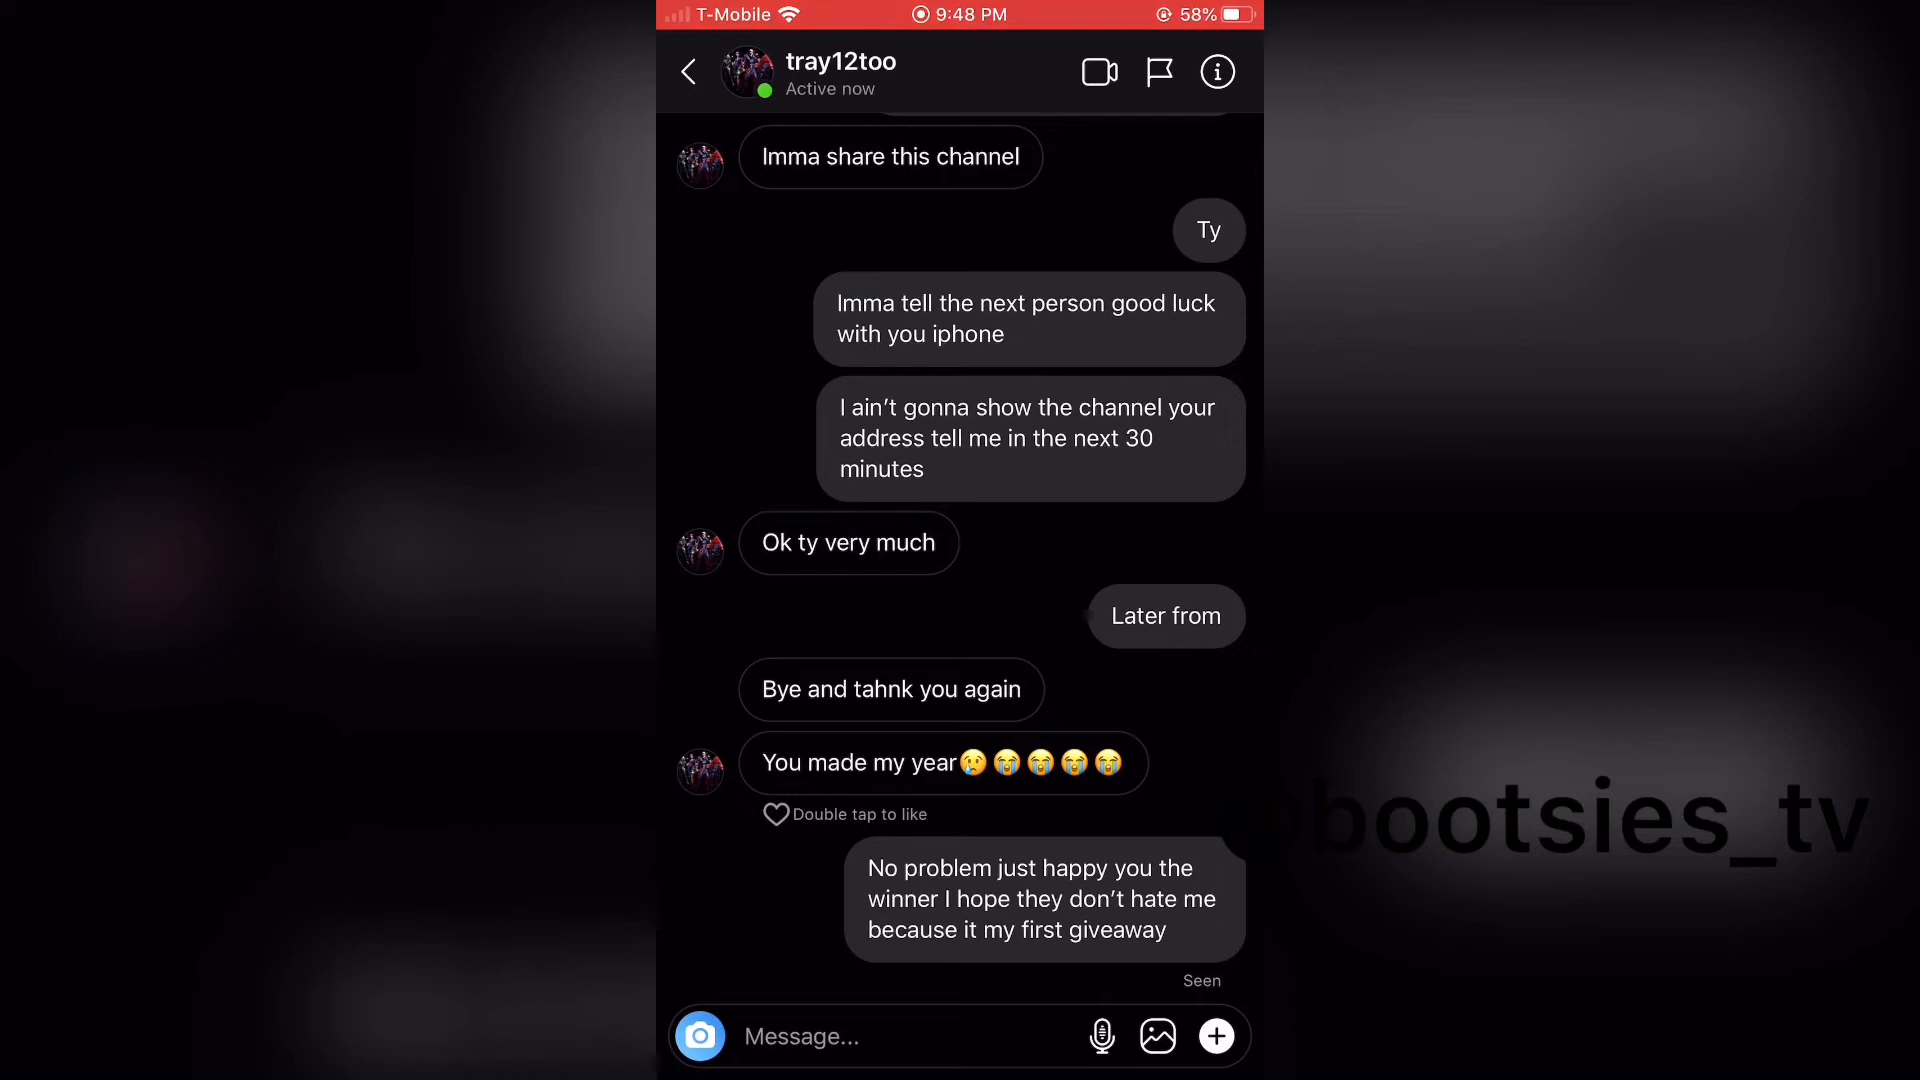 T-Mobile 9:48 PM 58%
tray12too
Active now
Imma share this channel
Ty
Imma tell the next person good luck
with you iphone
I ain’t gonna show the channel your
address tell me in the next 30
minutes
Ok ty very much
Later from
Bye and tahnk you again
You made my year😢😭😭😭😭
Double tap to like
No problem just happy you the
winner I hope they don’t hate me
because it my first giveaway
Seen
Message...
@bootsies_tv